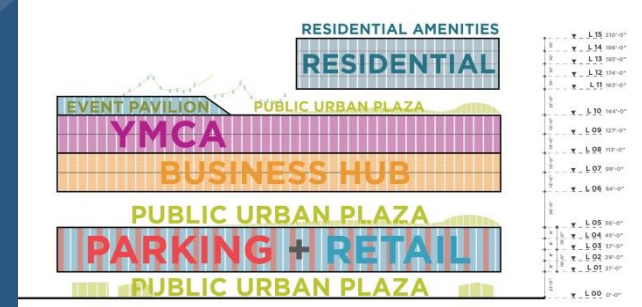 RESIDENTIAL AMENITIES
RESIDENTIAL
EVENT PAVILION
PUBLIC URBAN PLAZA
YMCA
BUSINESS HUB
PUBLIC URBAN PLAZA
PARKING + RETAIL
PUBLIC URBAN PLAZA
L 15 210'-0"
L 14 196'-0"
L 13 185'-0"
L 12 174'-0"
L 11 163'-0"
L 10 144'-0"
L 09 127'-0"
L 08 113'-0"
L 07 98'-0"
L 06 84'-0"
L 05 56'-0"
L 04 45'-0"
L 03 37'-0"
L 02 29'-0"
L 01 21'-0"
L 00 0'-0"